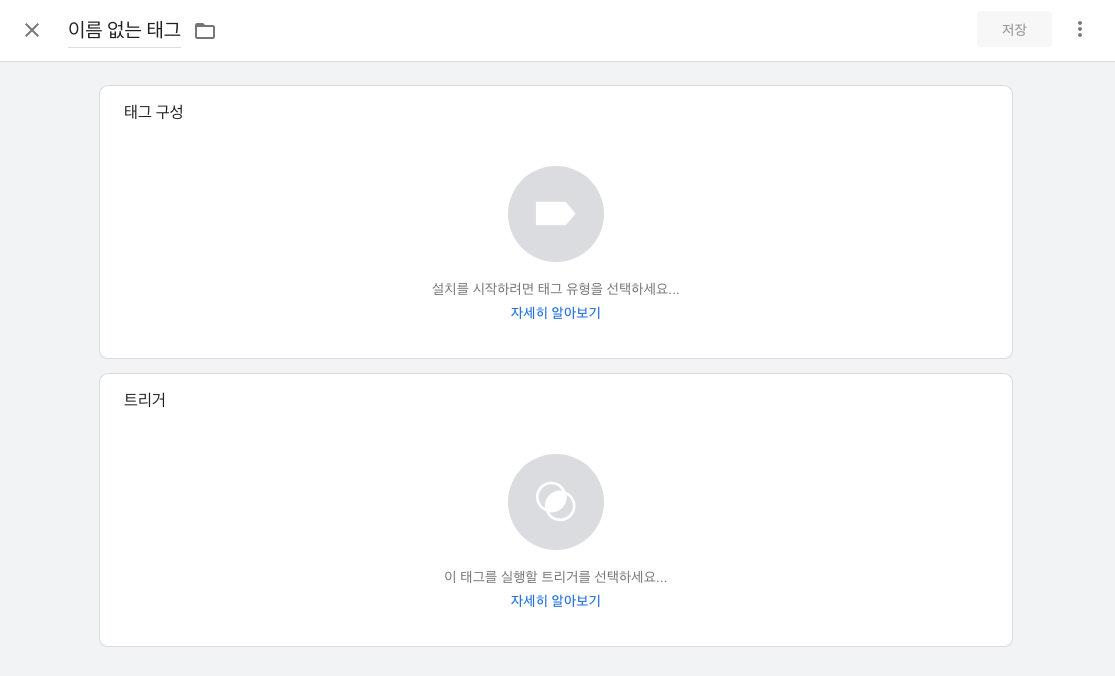 이름 없는 태그
저장
태그 구성
설치를 시작하려면 태그 유형을 선택하세요...
자세히 알아보기
트리거
이 태그를 실행할 트리거를 선택하세요...
자세히 알아보기